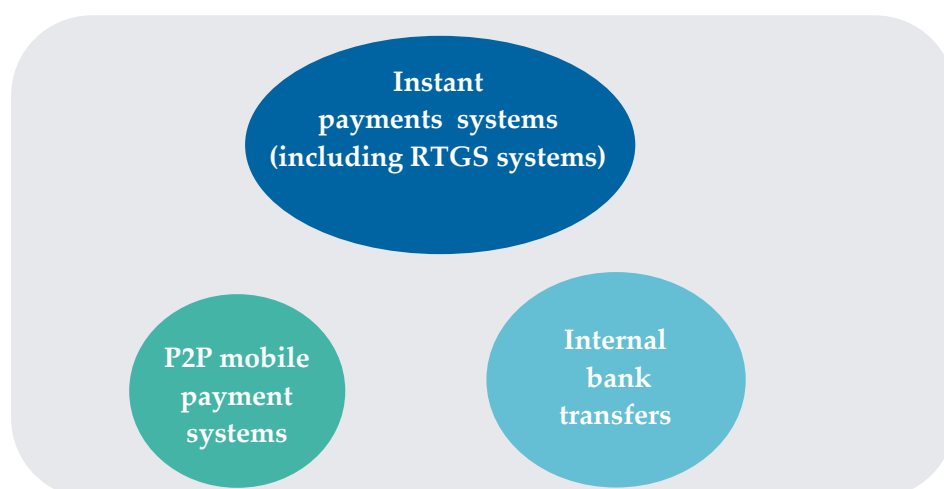 Instant
payments systems
(including RTGS systems)
P2P mobile
payment
systems
Internal
bank
transfers